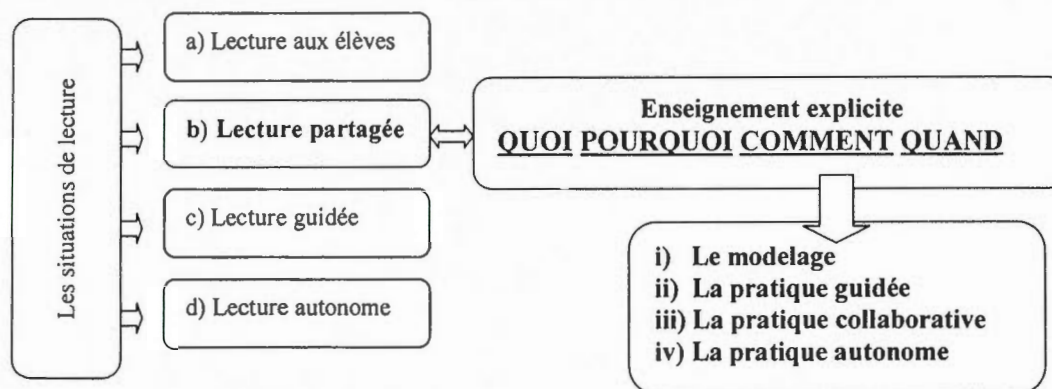 Les situations de lecture
a) Lecture aux élèves
b) Lecture partagée
c) Lecture guidée
d) Lecture autonome
Enseignement explicite
QUOI POURQUOI COMMENT QUAND
i) Le modelage
ii) La pratique guidée
iii) La pratique collaborative
iv) La pratique autonome